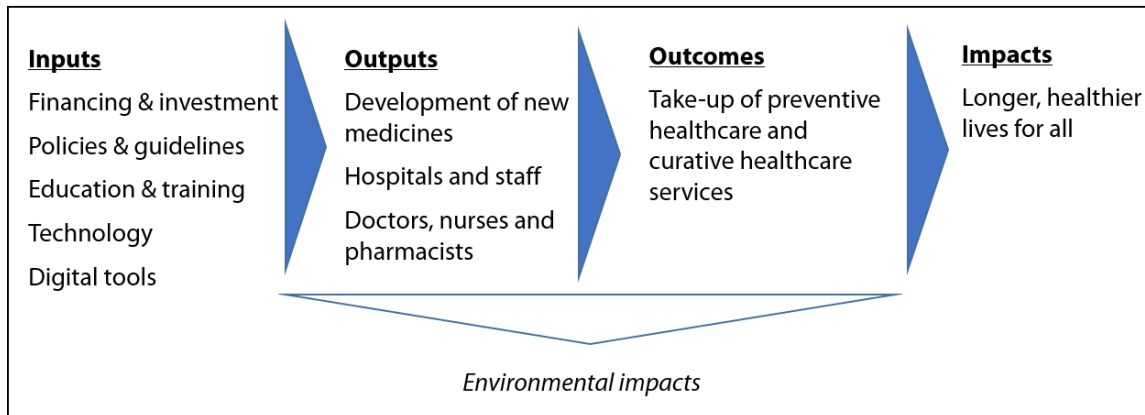 Inputs
Financing & investment
Policies & guidelines
Education & training
Technology
Digital tools
Outputs
Development of new
medicines
Hospitals and staff
Doctors, nurses and
pharmacists
Outcomes
Take-up of preventive
healthcare and
curative healthcare
services
Impacts
Longer, healthier
lives for all
Environmental impacts